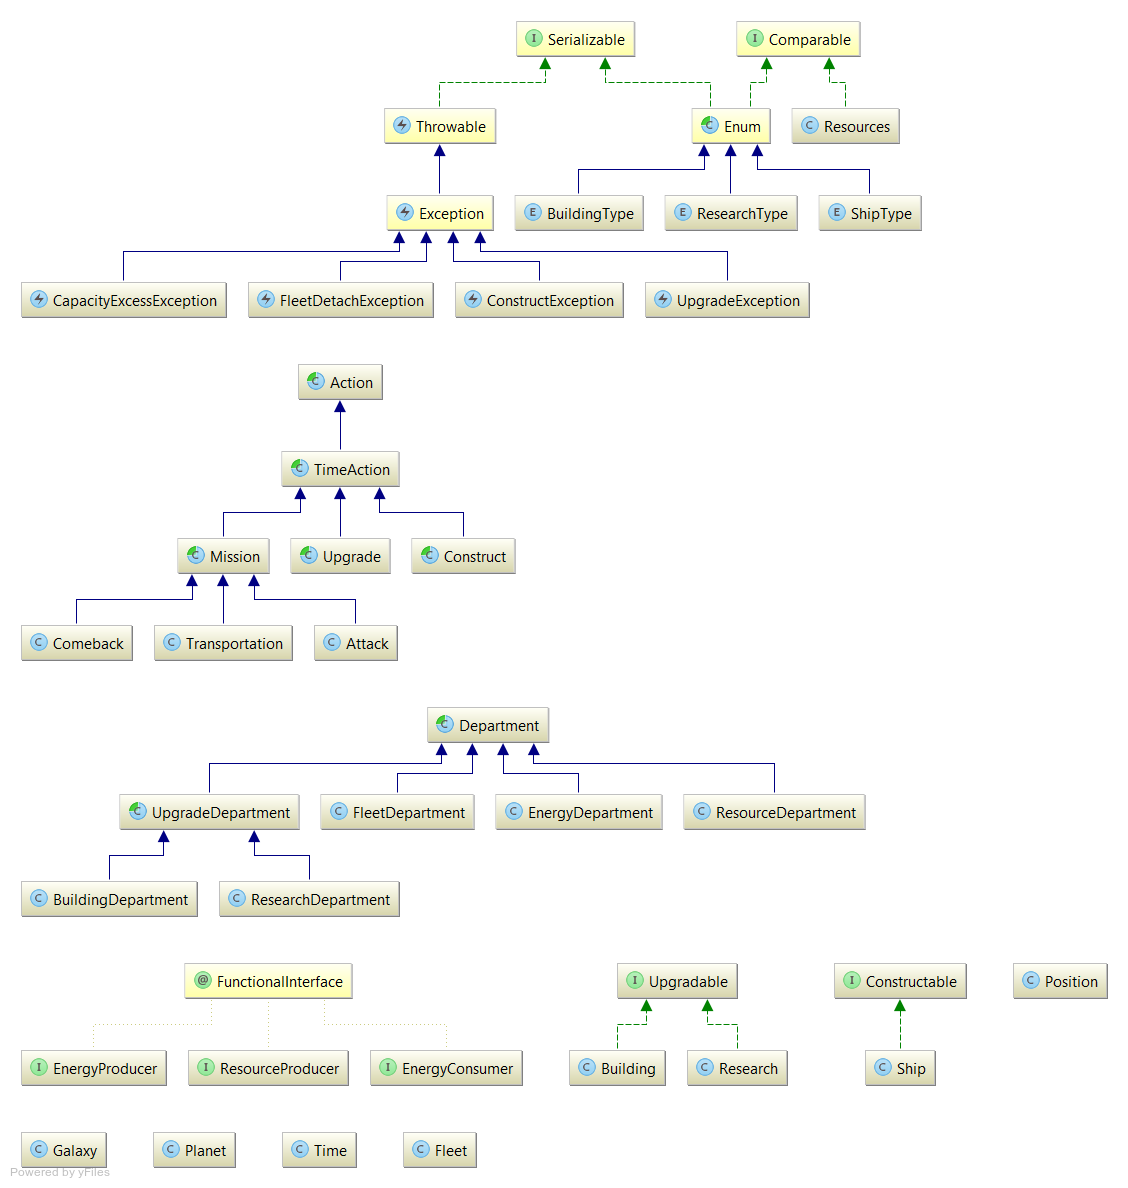 I Serializable
I Comparable
Throwable
C Enum
C Resources
Exception
E BuildingType
E ResearchType
E ShipType
CapacityExcessException
FleetDetachException
ConstructException
UpgradeException
C Action
C TimeAction
C Mission
C Upgrade
C Construct
C Comeback
C Transportation
C Attack
C Department
C UpgradeDepartment
C FleetDepartment
C EnergyDepartment
C ResourceDepartment
C BuildingDepartment
C ResearchDepartment
@ FunctionalInterface
I Upgradable
I Constructable
C Position
I EnergyProducer
I ResourceProducer
I EnergyConsumer
C Building
C Research
C Ship
C Galaxy
C Planet
C Time
C Fleet
Powered by yFiles